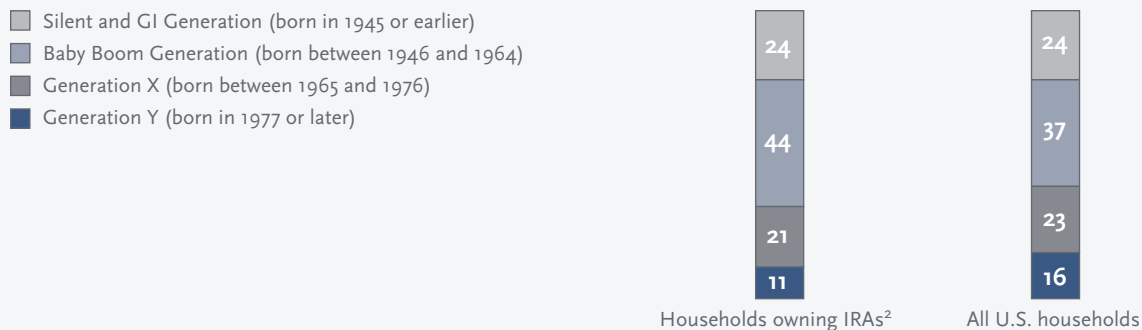 Silent and GI Generation (born in 1945 or earlier)
Baby Boom Generation (born between 1946 and 1964)
Generation X (born between 1965 and 1976)
Generation Y (born in 1977 or later)
24
44
21
11
Households owning IRAs²
24
37
23
16
All U.S. households